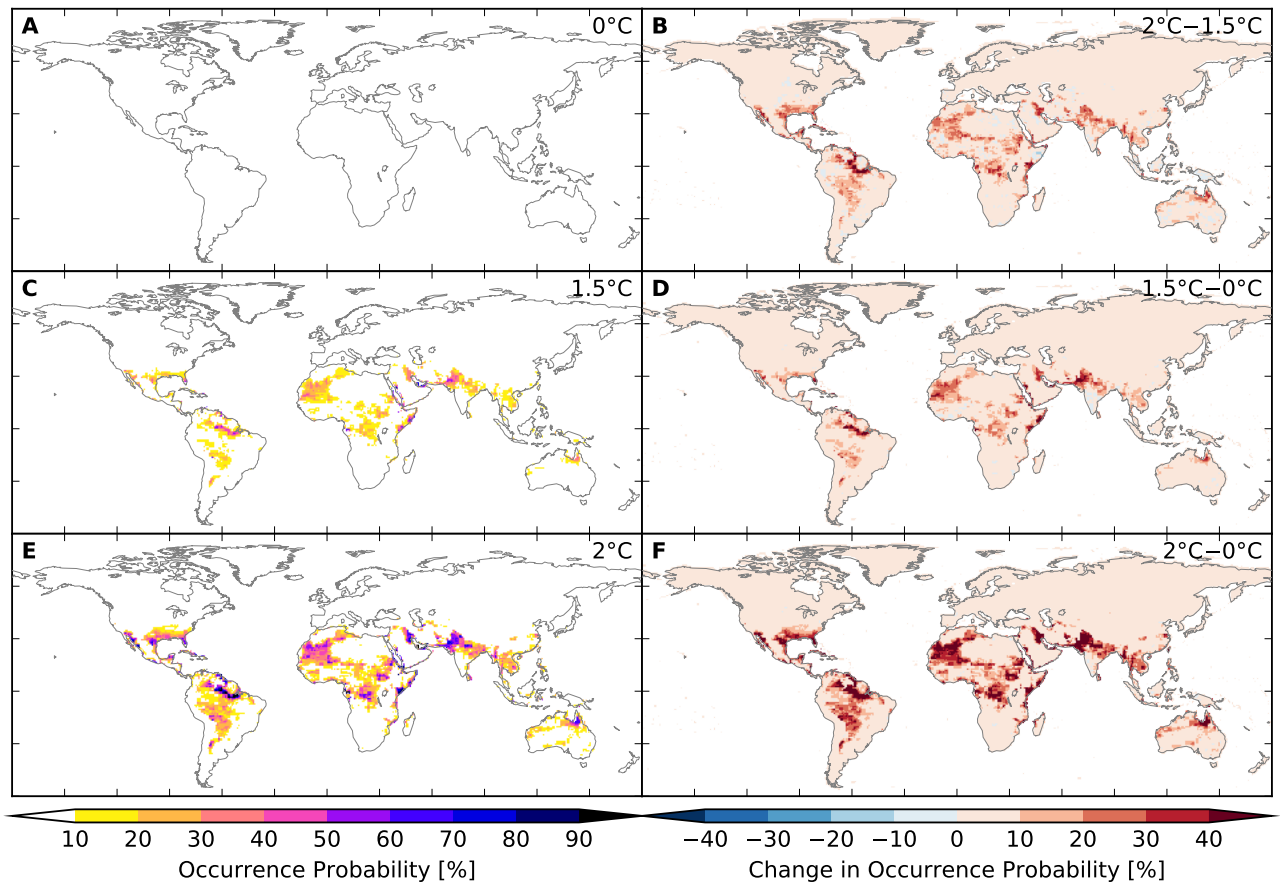 A 0°C
B 2°C−1.5°C
C 1.5°C
D 1.5°C−0°C
E 2°C
F 2°C−0°C
10 20 30 40 50 60 70 80 90
Occurrence Probability [%]
−40 −30 −20 −10 0 10 20 30 40
Change in Occurrence Probability [%]